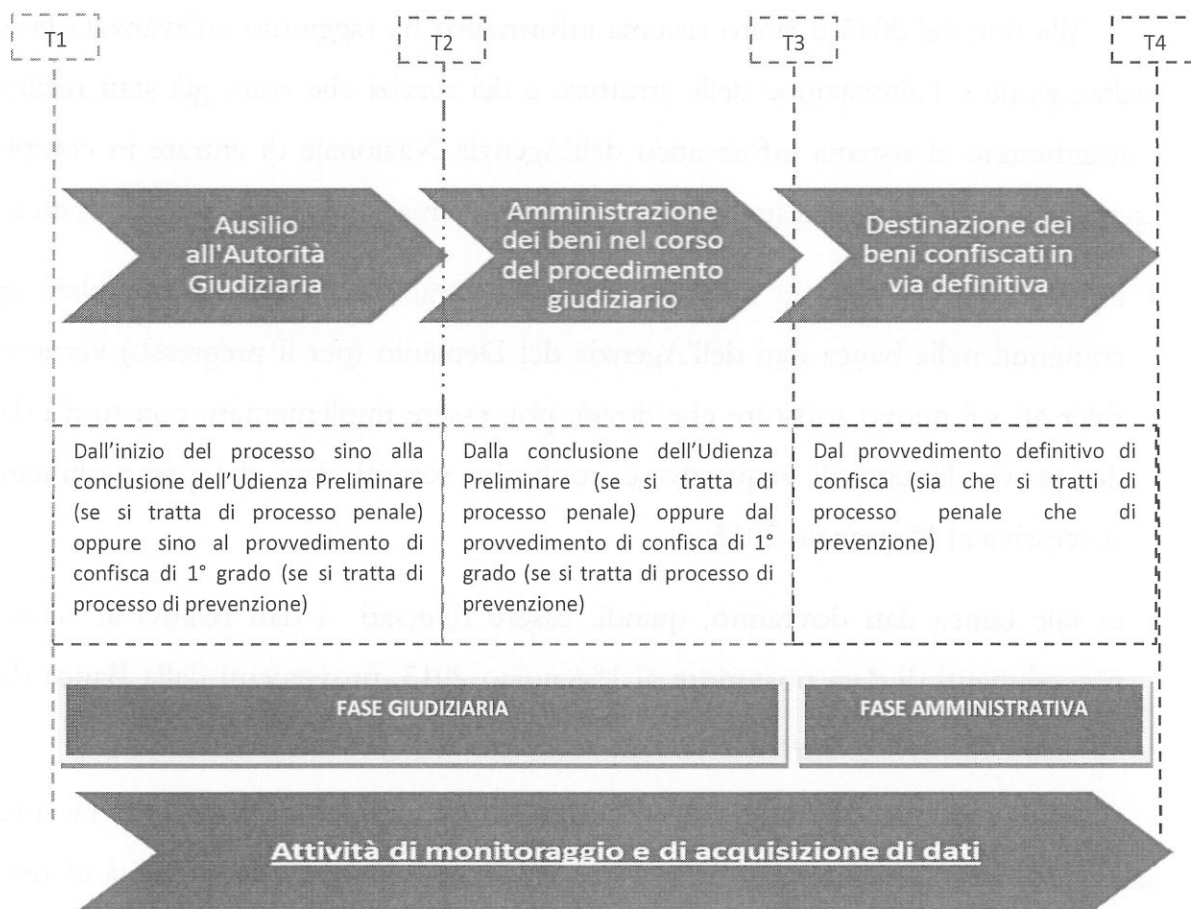 T1
T2
T3
T4
Ausilio
all'Autorità
Giudiziaria
Amministrazione
dei beni nel corso
del procedimento
giudiziario
Destinazione dei
beni confiscati in
via definitiva
Dall'inizio del processo sino alla
conclusione dell'Udienza Preliminare
(se si tratta di processo penale)
oppure sino al provvedimento di
confisca di 1° grado (se si tratta di
processo di prevenzione)
Dalla conclusione dell'Udienza
Preliminare (se si tratta di
processo penale) oppure dal
provvedimento di confisca di 1°
grado (se si tratta di processo di
prevenzione)
Dal provvedimento definitivo di
confisca (sia che si tratti di
processo penale che di
prevenzione)
FASE GIUDIZIARIA
FASE AMMINISTRATIVA
Attività di monitoraggio e di acquisizione di dati